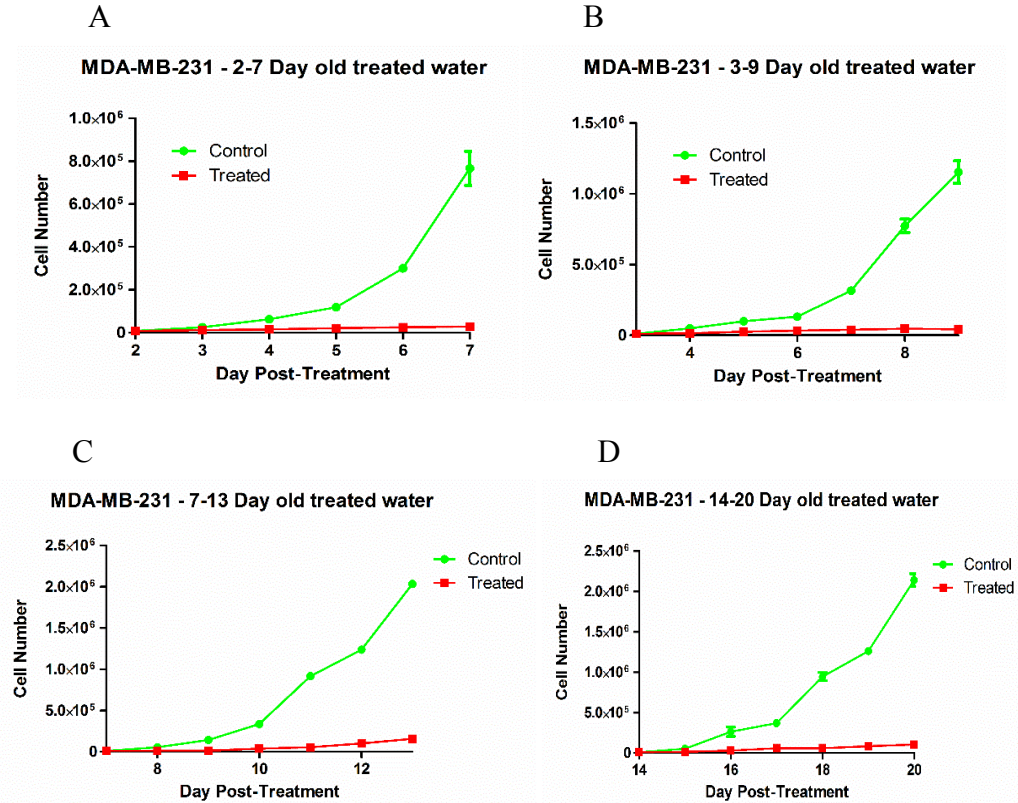 A
MDA-MB-231 - 2-7 Day old treated water
1.0×10⁶
8.0×10⁵
6.0×10⁵
4.0×10⁵
2.0×10⁵
0
Cell Number
Control
Treated
2 3 4 5 6 7
Day Post-Treatment
B
MDA-MB-231 - 3-9 Day old treated water
1.5×10⁶
1.0×10⁶
5.0×10⁵
0
Cell Number
Control
Treated
4 6 8
Day Post-Treatment
C
MDA-MB-231 - 7-13 Day old treated water
2.5×10⁶
2.0×10⁶
1.5×10⁶
1.0×10⁶
5.0×10⁵
0
Cell Number
Control
Treated
8 10 12
Day Post-Treatment
D
MDA-MB-231 - 14-20 Day old treated water
2.5×10⁶
2.0×10⁶
1.5×10⁶
1.0×10⁶
5.0×10⁵
0
Cell Number
Control
Treated
14 16 18 20
Day Post-Treatment